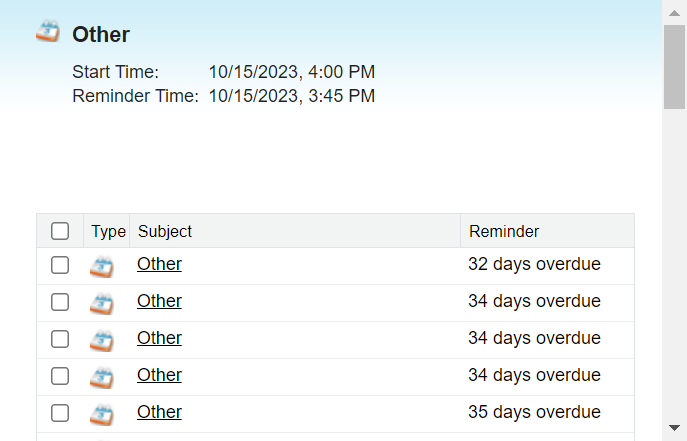 Other
Start Time: 10/15/2023, 4:00 PM
Reminder Time: 10/15/2023, 3:45 PM
Type Subject Reminder
Other 32 days overdue
Other 34 days overdue
Other 34 days overdue
Other 34 days overdue
Other 35 days overdue